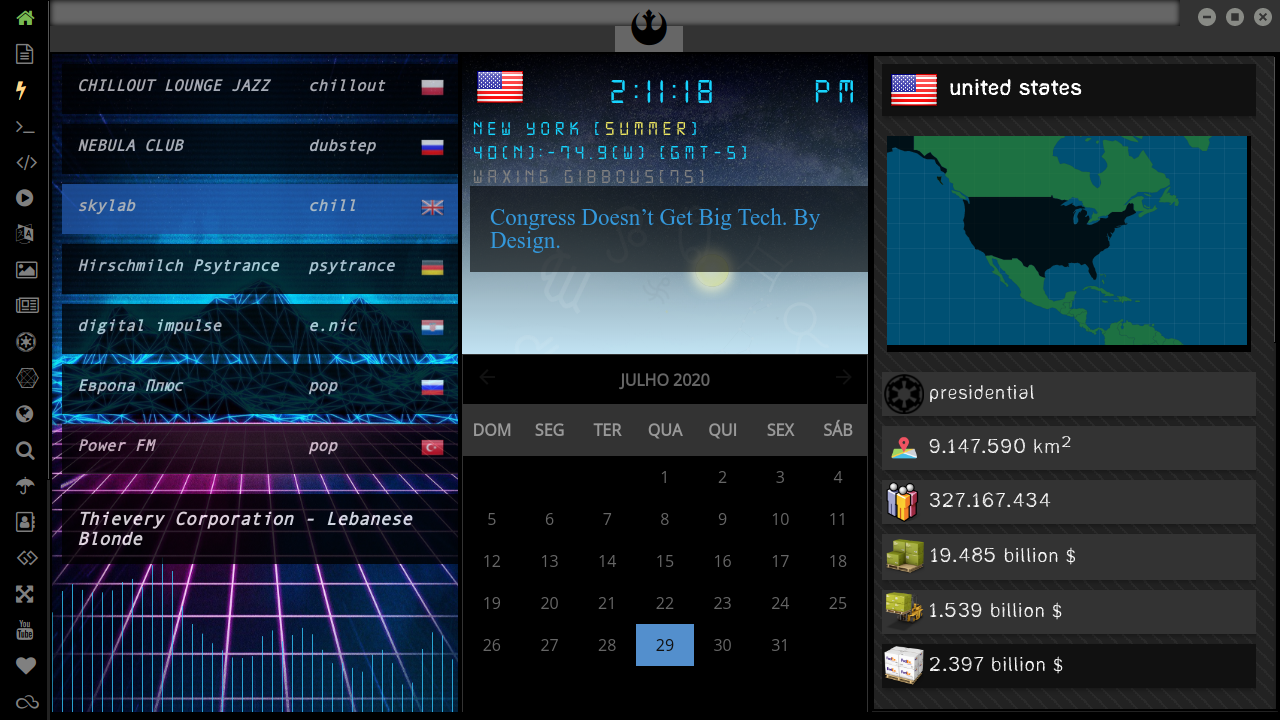 CHILLOUT LOUNGE JAZZ chillout
NEBULA CLUB dubstep
skylab chill
Hirschmilch Psytrance psytrance
digital impulse e.nic
Европа Плюс pop
Power FM pop
Thievery Corporation - Lebanese
Blonde
2:11:18 PM
NEW YORK (SUMMER)
40(N):-74.9(W) (GMT-5)
WAXING GIBBOUS(75)
Congress Doesn’t Get Big Tech. By
Design.
JULHO 2020
DOM SEG TER QUA QUI SEX SÁB
1 2 3 4
5 6 7 8 9 10 11
12 13 14 15 16 17 18
19 20 21 22 23 24 25
26 27 28 29 30 31
united states
presidential
9.147.590 km²
327.167.434
19.485 billion $
1.539 billion $
2.397 billion $
You
Tube